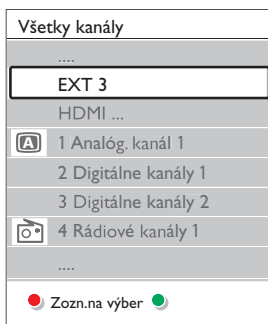 Všetky kanály
....
EXT 3
HDMI ...
A 1 Analóg. kanál 1
2 Digitálne kanály 1
3 Digitálne kanály 2
4 Rádiové kanály 1
....
Zozn.na výber